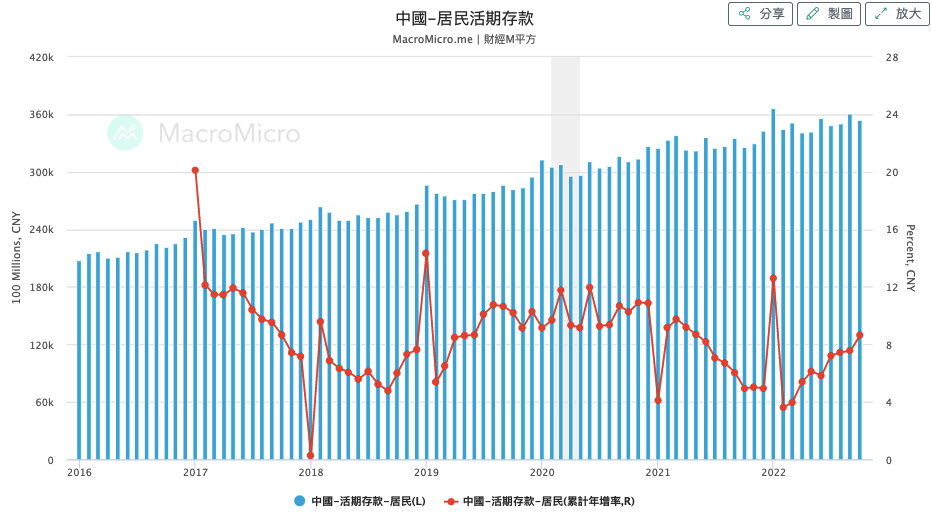 分享
製圖
放大
中國-居民活期存款
MacroMicro.me | 財經M平方
420k
360k
300k
240k
180k
120k
60k
0
100 Millions, CNY
28
24
20
16
12
8
4
0
Percent, CNY
MacroMicro
2016
2017
2018
2019
2020
2021
2022
中國-活期存款-居民(L)
中國-活期存款-居民(累計年增率,R)